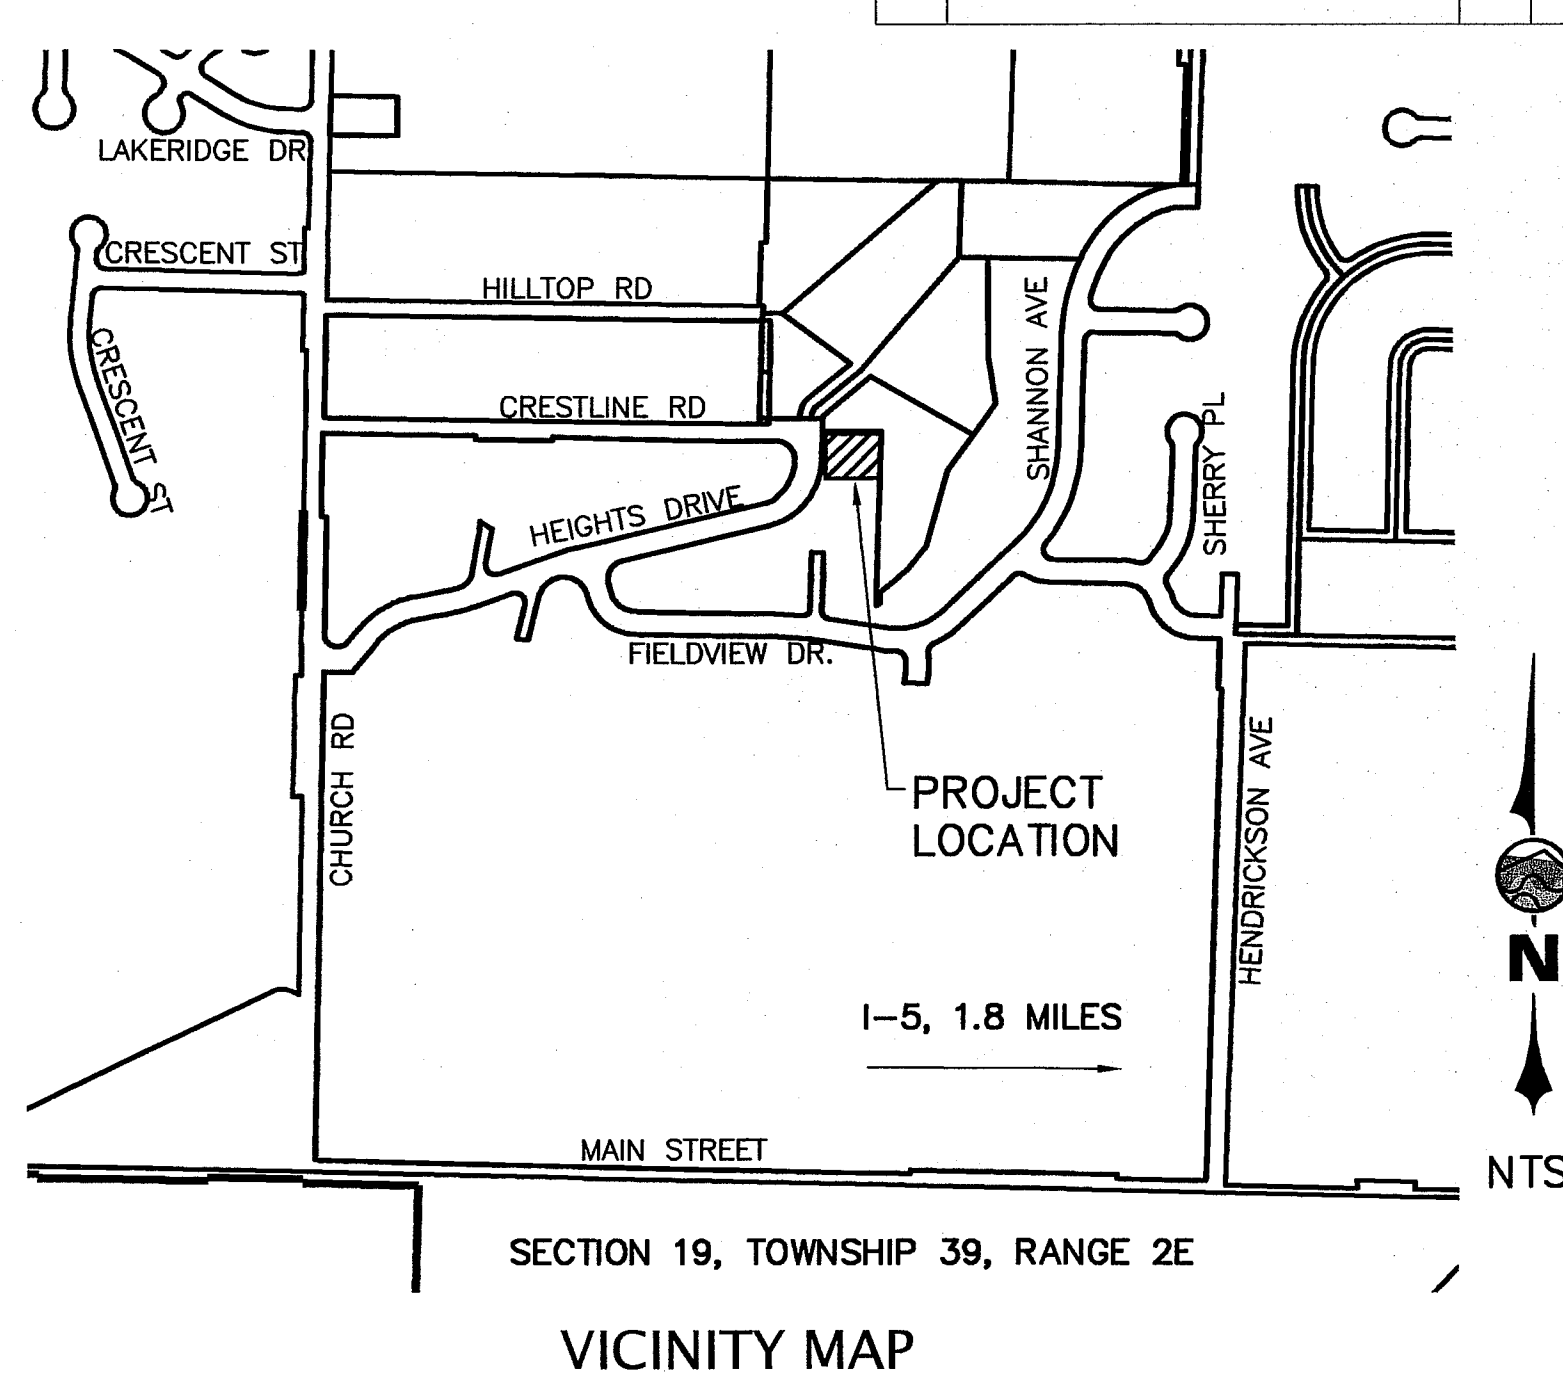 LAKERIDGE DR
CRESCENT ST
HILLTOP RD
CRESCENT ST
CRESTLINE RD
SHANNON AVE
SHERRY PL
HEIGHTS DRIVE
FIELDVIEW DR.
CHURCH RD
PROJECT
LOCATION
HENDRICKSON AVE
N
I-5, 1.8 MILES
MAIN STREET
NTS
SECTION 19, TOWNSHIP 39, RANGE 2E
VICINITY MAP